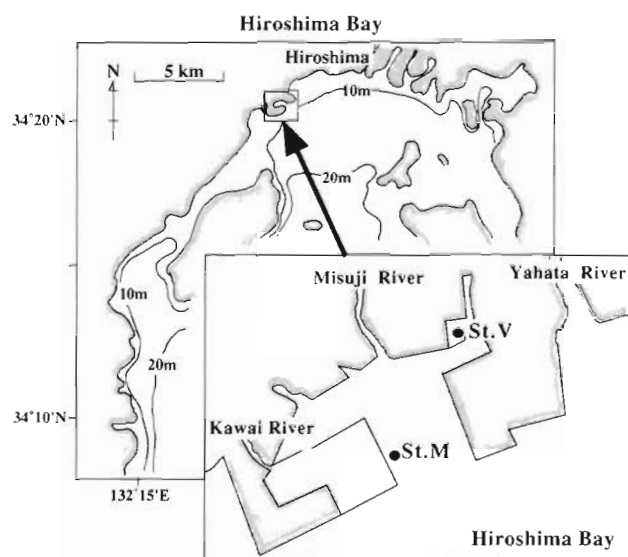 Hiroshima Bay
Hiroshima
N
5 km
10m
34°20'N
20m
Misuji River
Yahata River
10m
St.V
20m
34°10'N
Kawai River
St.M
132°15'E
Hiroshima Bay